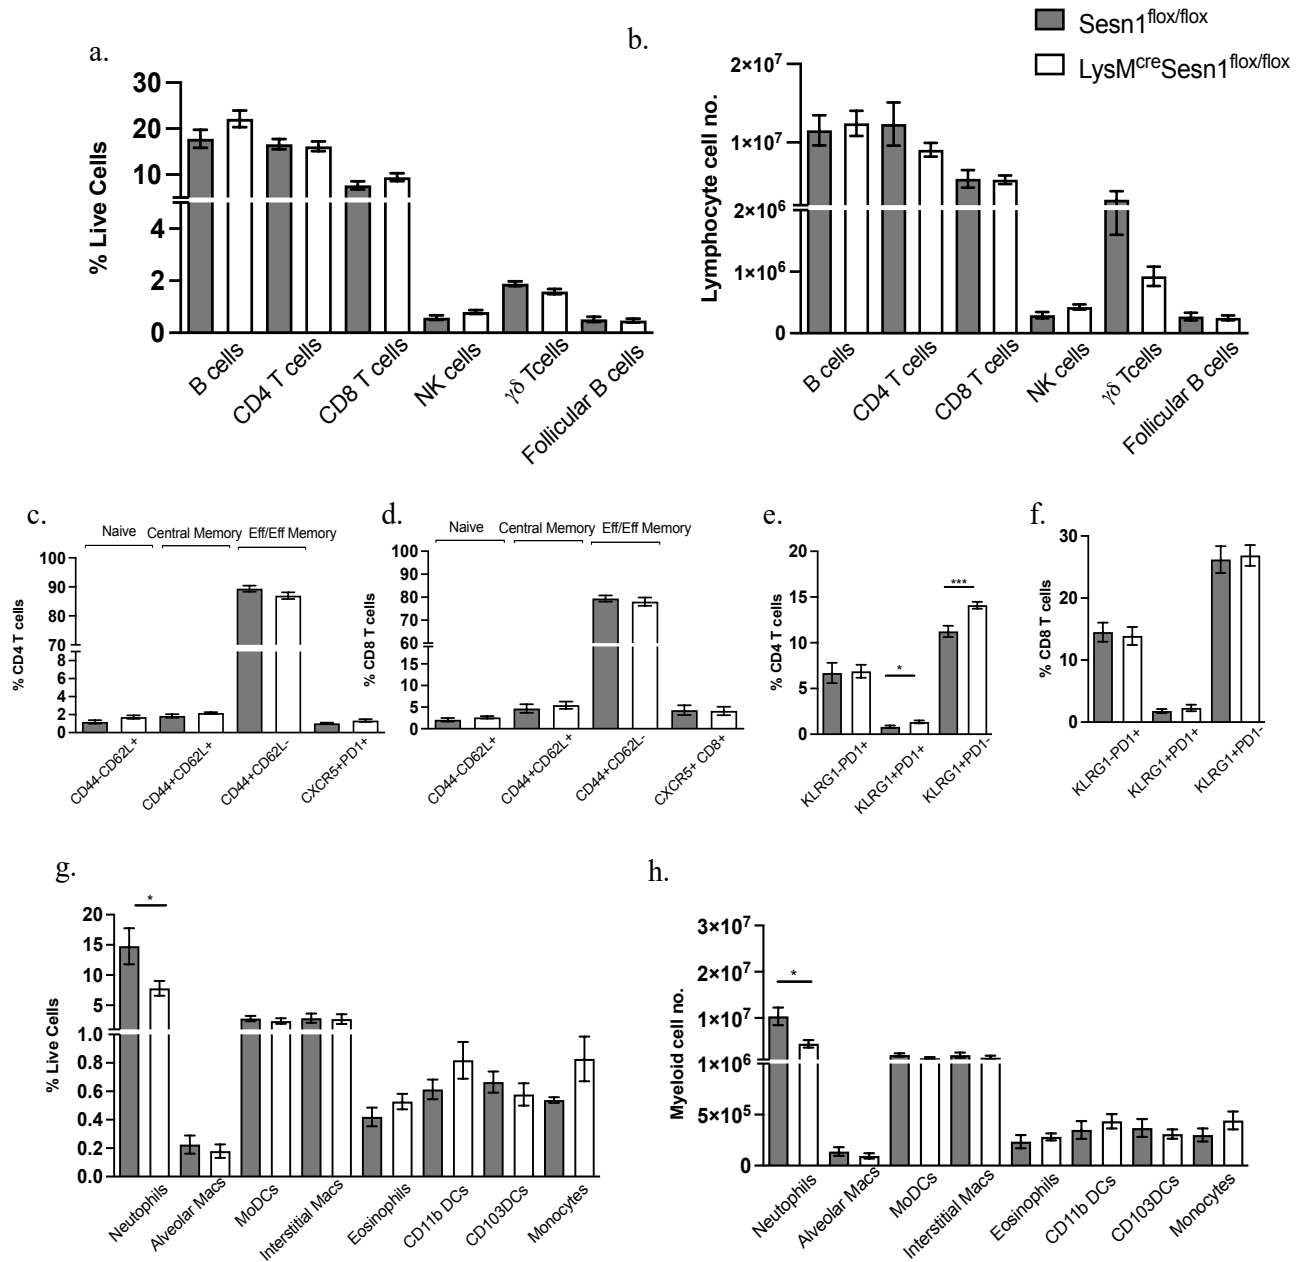 Sesn1flox/flox
LysMcreSesn1flox/flox
a.
% Live Cells
30
20
10
4
2
0
B cells
CD4 T cells
CD8 T cells
NK cells
γδ Tcells
Follicular B cells
b.
Lymphocyte cell no.
2×10⁷
1×10⁷
2×10⁶
1×10⁶
0
B cells
CD4 T cells
CD8 T cells
NK cells
γδ Tcells
Follicular B cells
c.
Naive
Central Memory
Eff/Eff Memory
% CD4 T cells
100
90
80
70
8
6
4
2
0
CD44-CD62L+
CD44+CD62L+
CD44+CD62L-
CXCR5+PD1+
d.
Naive
Central Memory
Eff/Eff Memory
% CD8 T cells
100
90
80
70
60
15
10
5
0
CD44-CD62L+
CD44+CD62L+
CD44+CD62L-
CXCR5+ CD8+
e.
% CD4 T cells
20
15
10
5
0
*
***
KLRG1-PD1+
KLRG1+PD1+
KLRG1+PD1-
f.
% CD8 T cells
30
20
10
0
KLRG1-PD1+
KLRG1+PD1+
KLRG1+PD1-
g.
% Live Cells
20
15
10
5
1.0
0.8
0.6
0.4
0.2
0.0
*
Neutophils
Alveolar Macs
MoDCs
Interstitial Macs
Eosinophils
CD11b DCs
CD103DCs
Monocytes
h.
Myeloid cell no.
3×10⁷
2×10⁷
1×10⁷
1×10⁶
5×10⁵
0
*
Neutophils
Alveolar Macs
MoDCs
Interstitial Macs
Eosinophils
CD11b DCs
CD103DCs
Monocytes